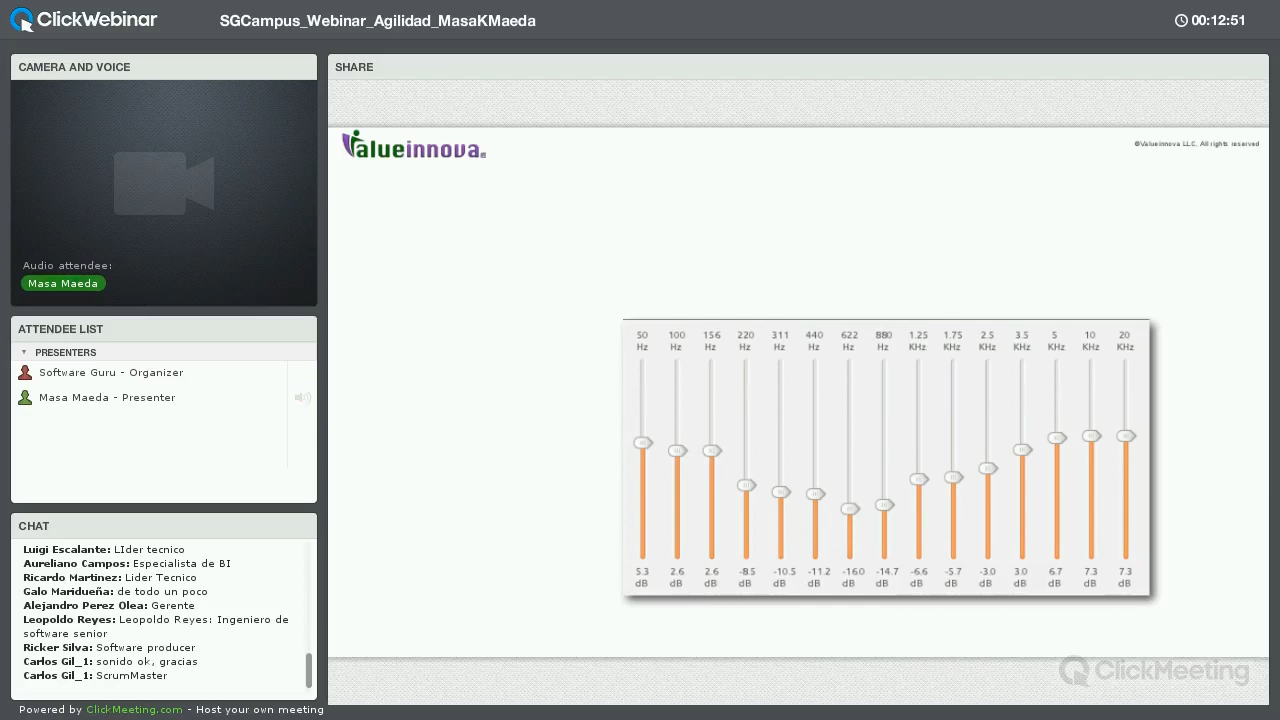 ClickWebinar
SGCampus_Webinar_Agilidad_MasaKMaeda
00:12:51
CAMERA AND VOICE
Audio attendee:
Masa Maeda
ATTENDEE LIST
PRESENTERS
Software Guru - Organizer
Masa Maeda - Presenter
CHAT
Luigi Escalante: LIder tecnico
Aureliano Campos: Especialista de BI
Ricardo Martinez: Lider Tecnico
Galo Maridueña: de todo un poco
Alejandro Perez Olea: Gerente
Leopoldo Reyes: Leopoldo Reyes: Ingeniero de
software senior
Ricker Silva: Software producer
Carlos Gil_1: sonido ok, gracias
Carlos Gil_1: ScrumMaster
Powered by ClickMeeting.com - Host your own meeting
SHARE
Valueinnova
©Valueinnova LLC. All rights reserved
50 100 156 220 311 440 622 880 1.25 1.75 2.5 3.5 5 10 20
Hz Hz Hz Hz Hz Hz Hz Hz KHz KHz KHz KHz KHz KHz KHz
5.3 2.6 2.6 -8.5 -10.5 -11.2 -16.0 -14.7 -6.6 -5.7 -3.0 3.0 6.7 7.3 7.3
dB dB dB dB dB dB dB dB dB dB dB dB dB dB dB
ClickMeeting